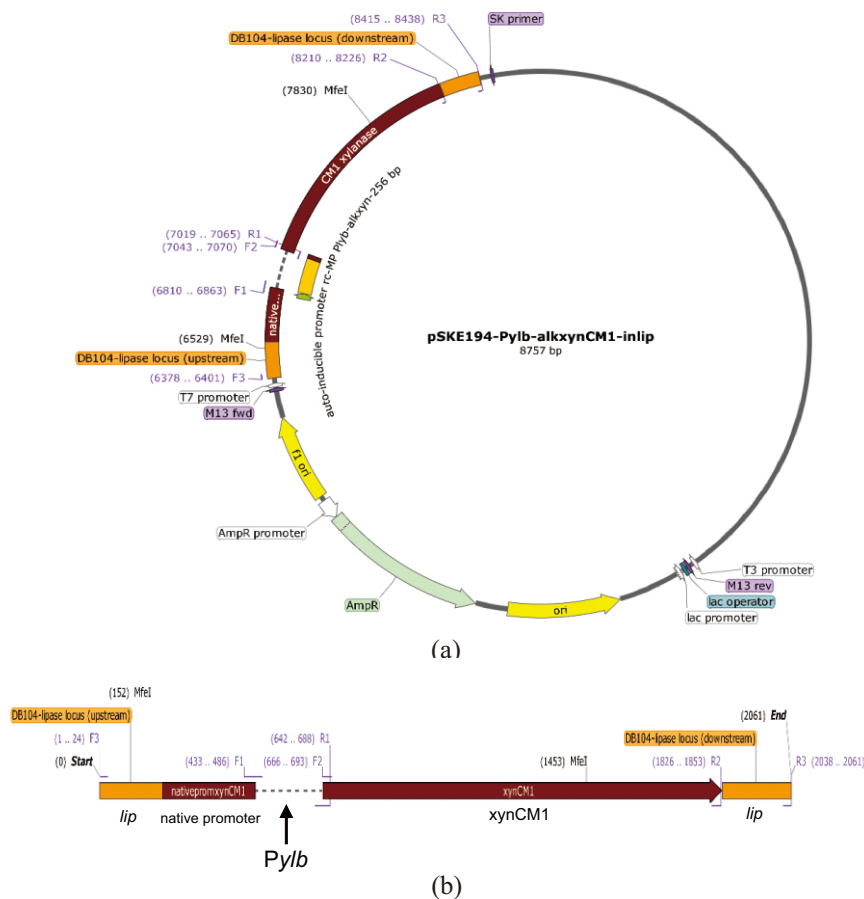 (8415 .. 8438) R3
SK primer
DB104-lipase locus (downstream)
(8210 .. 8226) R2
(7830) MfeI
CM1 xylanase
(7019 .. 7065) R1
(7043 .. 7070) F2
auto-inducible promoter rc-MP Plyb-alkxyn-256 bp
(6810 .. 6863) F1
native...
pSKE194-Pylb-alkxynCM1-inlip
8757 bp
(6529) MfeI
DB104-lipase locus (upstream)
(6378 .. 6401) F3
T7 promoter
M13 fwd
f1 ori
AmpR promoter
AmpR
ori
T3 promoter
M13 rev
lac operator
lac promoter
(a)
(152) MfeI
DB104-lipase locus (upstream)
(1 .. 24) F3
(0) Start
(433 .. 486) F1
(642 .. 688) R1
(666 .. 693) F2
(1453) MfeI
(2061) End
DB104-lipase locus (downstream)
(1826 .. 1853) R2
R3 (2038 .. 2061)
nativepromxynCM1
xynCM1
lip
native promoter
xynCM1
lip
Pylb
(b)